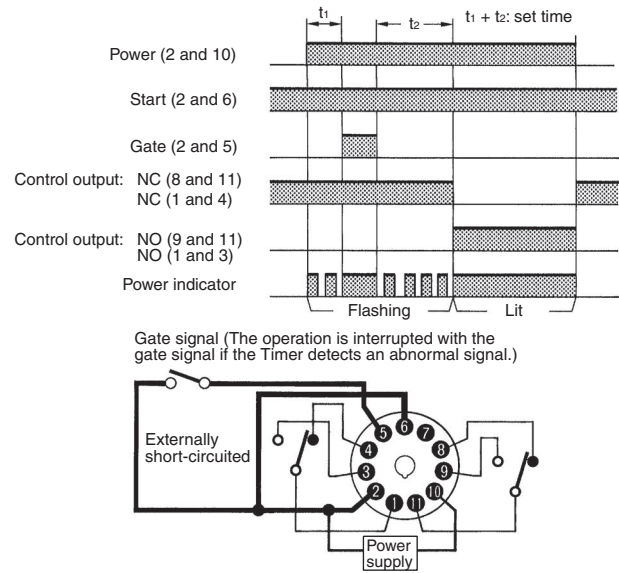 t₁ t₂ t₁ + t₂: set time
Power (2 and 10)
Start (2 and 6)
Gate (2 and 5)
Control output: NC (8 and 11)
NC (1 and 4)
Control output: NO (9 and 11)
NO (1 and 3)
Power indicator
Flashing Lit
Gate signal (The operation is interrupted with the
gate signal if the Timer detects an abnormal signal.)
Externally
short-circuited
5 6 7
4 8
3 9
2 10
1 11
Power
supply